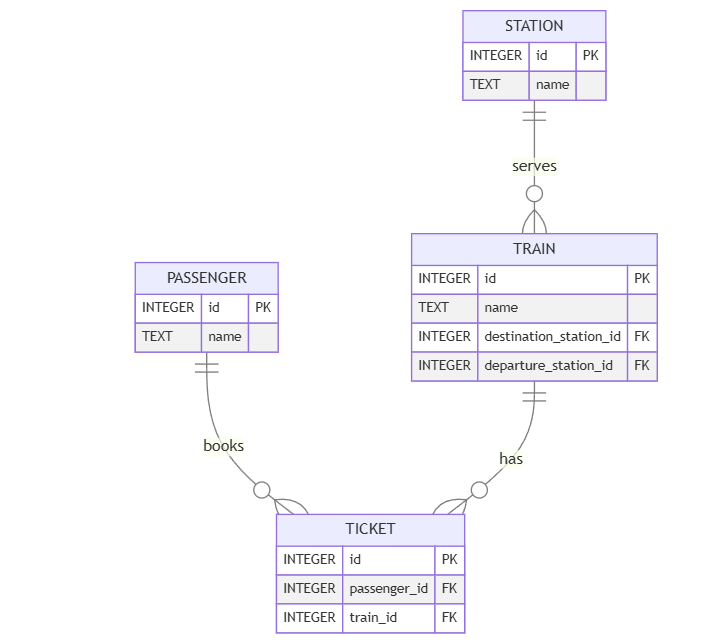 STATION
INTEGER id PK
TEXT name
serves
TRAIN
INTEGER id PK
TEXT name
INTEGER destination_station_id FK
INTEGER departure_station_id FK
PASSENGER
INTEGER id PK
TEXT name
books
has
TICKET
INTEGER id PK
INTEGER passenger_id FK
INTEGER train_id FK